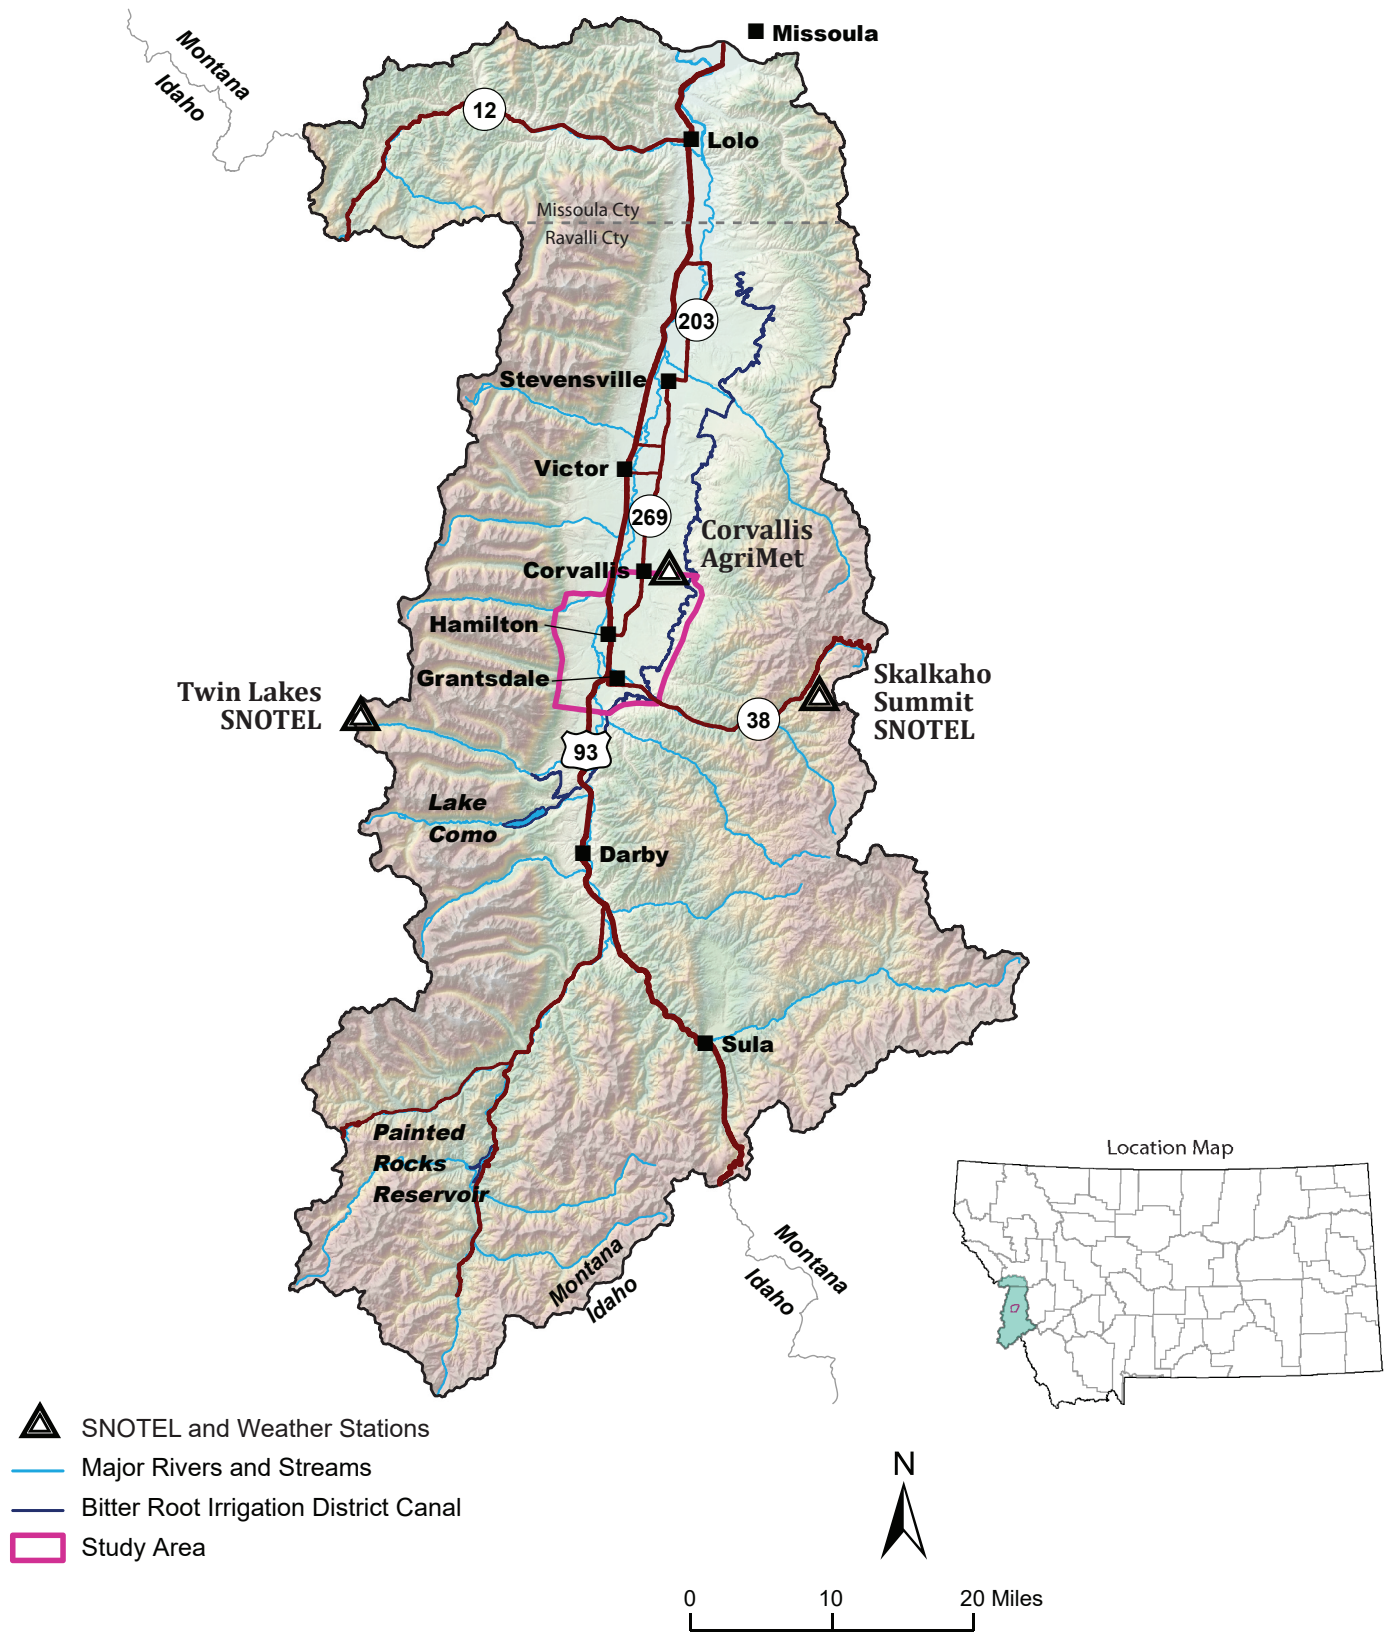 Missoula
Montana
Idaho
12
Lolo
Missoula Cty
Ravalli Cty
203
Stevensville
Victor
269
Corvallis
AgriMet
Corvallis
Hamilton
Grantsdale
Twin Lakes
SNOTEL
Skalkaho
Summit
SNOTEL
38
93
Lake
Como
Darby
Sula
Painted
Rocks
Reservoir
Montana
Idaho
Montana
Idaho
Location Map
SNOTEL and Weather Stations
Major Rivers and Streams
Bitter Root Irrigation District Canal
Study Area
N
0 10 20 Miles